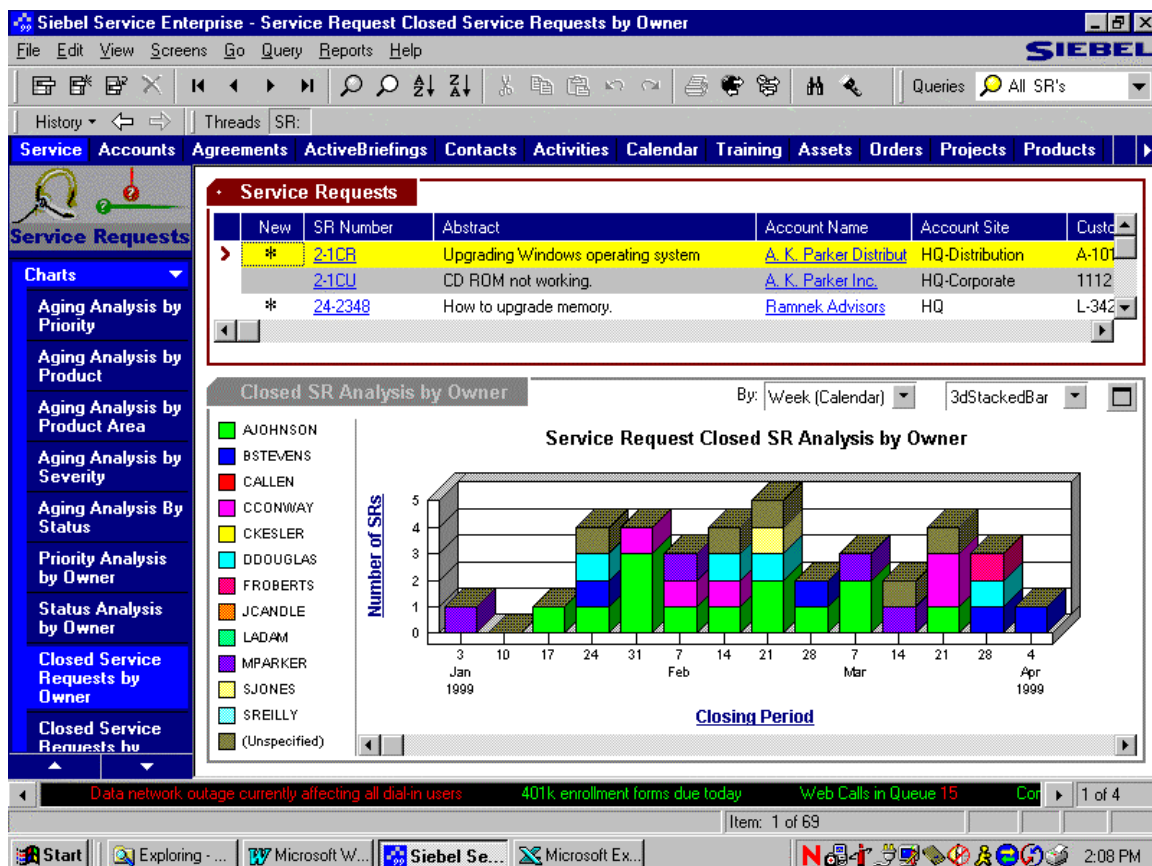 Siebel Service Enterprise - Service Request Closed Service Requests by Owner
File Edit View Screens Go Query Reports Help
SIEBEL
Queries All SR's
History Threads SR:
Service Accounts Agreements ActiveBriefings Contacts Activities Calendar Training Assets Orders Projects Products
Service Requests
Charts
Aging Analysis by
Priority
Aging Analysis by
Product
Aging Analysis by
Product Area
Aging Analysis by
Severity
Aging Analysis By
Status
Priority Analysis
by Owner
Status Analysis
by Owner
Closed Service
Requests by
Owner
Closed Service
Requests by
Service Requests
New SR Number Abstract Account Name Account Site Custo
* 2-1CR Upgrading Windows operating system A. K. Parker Distribut HQ-Distribution A-101
2-1CU CD ROM not working. A. K. Parker Inc. HQ-Corporate 1112
* 24-2348 How to upgrade memory. Ramnek Advisors HQ L-342
Closed SR Analysis by Owner
By: Week (Calendar) 3dStackedBar
AJOHNSON
BSTEVENS
CALLEN
CCONWAY
CKESLER
DDOUGLAS
FROBERTS
JCANDLE
LADAM
MPARKER
SJONES
SREILLY
(Unspecified)
Service Request Closed SR Analysis by Owner
Number of SRs
5
4
3
2
1
0
3 10 17 24 31 7 14 21 28 7 14 21 28 4
Jan Feb Mar Apr
1999 1999
Closing Period
Data network outage currently affecting all dial-in users 401k enrollment forms due today Web Calls in Queue 15 Cor 1 of 4
Item: 1 of 69
Start Exploring - ... Microsoft W... Siebel Se... Microsoft Ex... 2:08 PM